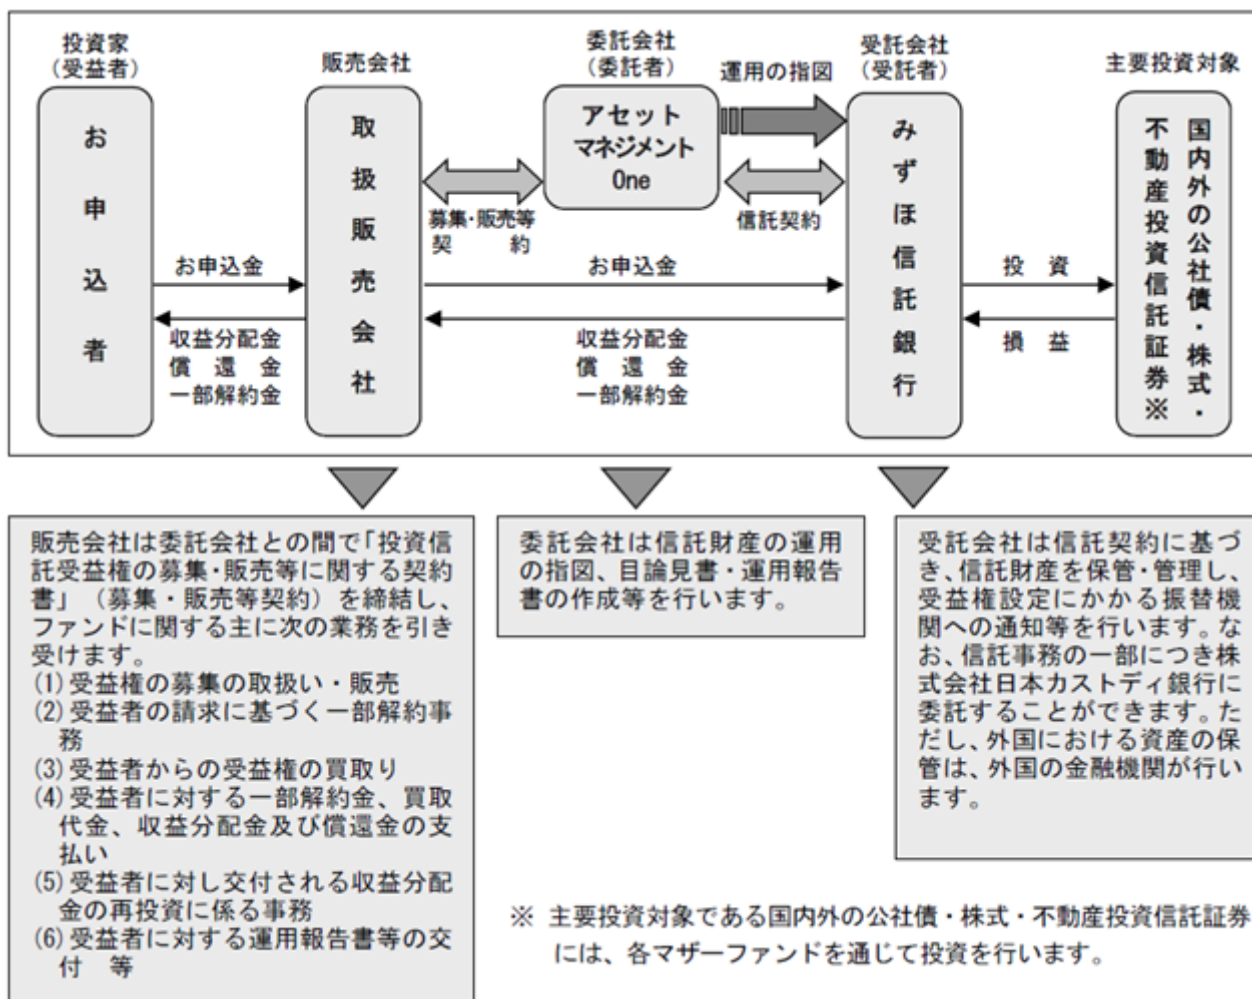 投資家
（受益者）
お申込者
販売会社
取扱販売会社
委託会社
（委託者）
アセット
マネジメント
One
運用の指図
受託会社
（受託者）
みずほ信託銀行
主要投資対象
国内外の公社債・株式・
不動産投資信託証券※
募集・販売等
契　　　約
信託契約
お申込金
収益分配金
償　還　金
一部解約金
お申込金
収益分配金
償　還　金
一部解約金
投　資
損　益
販売会社は委託会社との間で「投資信
託受益権の募集・販売等に関する契約
書」（募集・販売等契約）を締結し、
ファンドに関する主に次の業務を引き
受けます。
(1)受益権の募集の取扱い・販売
(2)受益者の請求に基づく一部解約事
務
(3)受益者からの受益権の買取り
(4)受益者に対する一部解約金、買取
代金、収益分配金及び償還金の支
払い
(5)受益者に対し交付される収益分配
金の再投資に係る事務
(6)受益者に対する運用報告書等の交
付　等
委託会社は信託財産の運用
の指図、目論見書・運用報告
書の作成等を行います。
受託会社は信託契約に基づ
き、信託財産を保管・管理し、
受益権設定にかかる振替機
関への通知等を行います。な
お、信託事務の一部につき株
式会社日本カストディ銀行に
委託することができます。た
だし、外国における資産の保
管は、外国の金融機関が行い
ます。
※ 主要投資対象である国内外の公社債・株式・不動産投資信託証券
には、各マザーファンドを通じて投資を行います。